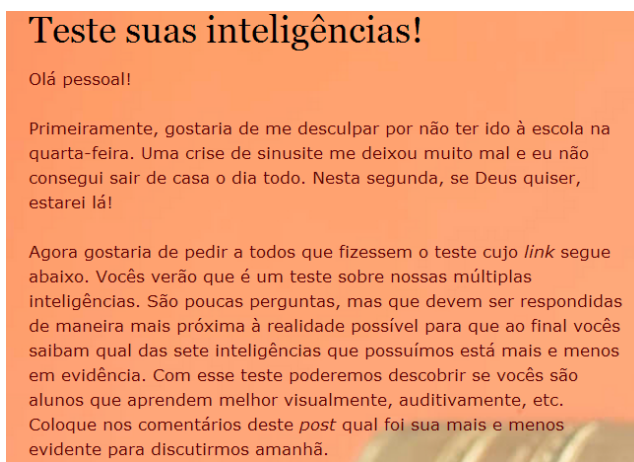 Teste suas inteligências!
Olá pessoal!
Primeiramente, gostaria de me desculpar por não ter ido à escola na
quarta-feira. Uma crise de sinusite me deixou muito mal e eu não
consegui sair de casa o dia todo. Nesta segunda, se Deus quiser,
estarei lá!
Agora gostaria de pedir a todos que fizessem o teste cujo link segue
abaixo. Vocês verão que é um teste sobre nossas múltiplas
inteligências. São poucas perguntas, mas que devem ser respondidas
de maneira mais próxima à realidade possível para que ao final vocês
saibam qual das sete inteligências que possuímos está mais e menos
em evidência. Com esse teste poderemos descobrir se vocês são
alunos que aprendem melhor visualmente, auditivamente, etc.
Coloque nos comentários deste post qual foi sua mais e menos
evidente para discutirmos amanhã.